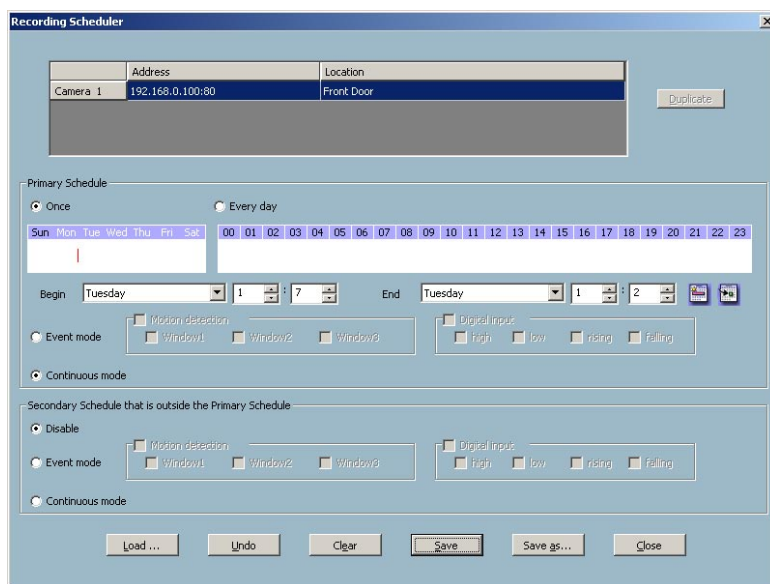 Recording Scheduler
Address Location
Camera 1 192.168.0.100:80 Front Door
Duplicate
Primary Schedule
Once Every day
Sun Mon Tue Wed Thu Fri Sat 00 01 02 03 04 05 06 07 08 09 10 11 12 13 14 15 16 17 18 19 20 21 22 23
Begin Tuesday 1 : 7 End Tuesday 1 : 2
Motion detection Digital input
Event mode Window1 Window2 Window3 high low rising falling
Continuous mode
Secondary Schedule that is outside the Primary Schedule
Disable
Motion detection Digital input
Event mode Window1 Window2 Window3 high low rising falling
Continuous mode
Load ... Undo Clear Save Save as... Close